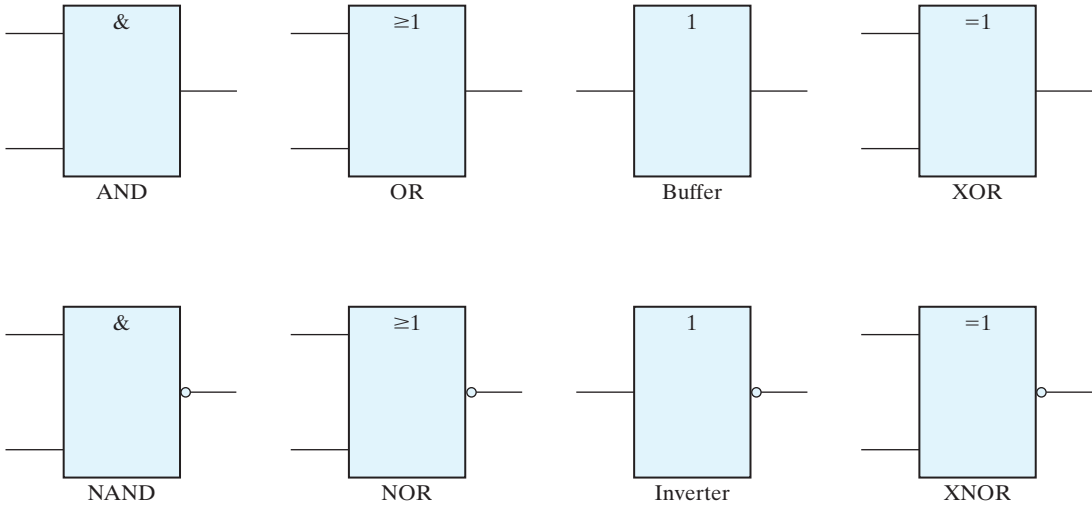 & ≥1 1 =1
AND OR Buffer XOR
& ≥1 1 =1
NAND NOR Inverter XNOR